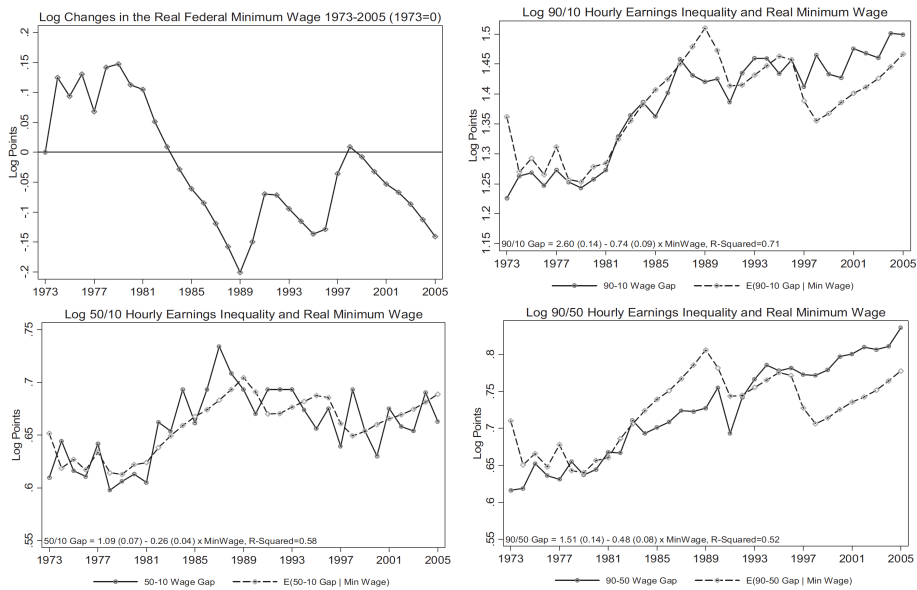 Log Changes in the Real Federal Minimum Wage 1973-2005 (1973=0)
Log Points
.2
.15
.1
.05
0
-.05
-.1
-.15
-.2
1973 1977 1981 1985 1989 1993 1997 2001 2005
Log 90/10 Hourly Earnings Inequality and Real Minimum Wage
Log Points
1.5
1.45
1.4
1.35
1.3
1.25
1.2
1.15
90/10 Gap = 2.60 (0.14) - 0.74 (0.09) x MinWage, R-Squared=0.71
1973 1977 1981 1985 1989 1993 1997 2001 2005
90-10 Wage Gap E(90-10 Gap | Min Wage)
Log 50/10 Hourly Earnings Inequality and Real Minimum Wage
Log Points
.75
.7
.65
.6
.55
50/10 Gap = 1.09 (0.07) - 0.26 (0.04) x MinWage, R-Squared=0.58
1973 1977 1981 1985 1989 1993 1997 2001 2005
50-10 Wage Gap E(50-10 Gap | Min Wage)
Log 90/50 Hourly Earnings Inequality and Real Minimum Wage
Log Points
.8
.75
.7
.65
.6
.55
90/50 Gap = 1.51 (0.14) - 0.48 (0.08) x MinWage, R-Squared=0.52
1973 1977 1981 1985 1989 1993 1997 2001 2005
90-50 Wage Gap E(90-50 Gap | Min Wage)